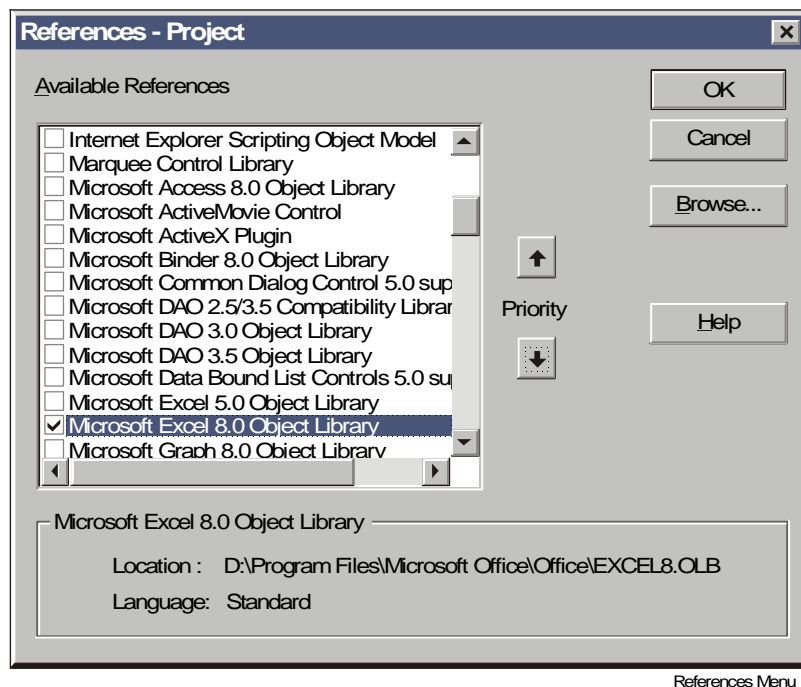 References - Project
Available References
OK
Cancel
Browse...
Help
Internet Explorer Scripting Object Model
Marquee Control Library
Microsoft Access 8.0 Object Library
Microsoft ActiveMovie Control
Microsoft ActiveX Plugin
Microsoft Binder 8.0 Object Library
Microsoft Common Dialog Control 5.0 sup
Microsoft DAO 2.5/3.5 Compatibility Librar
Microsoft DAO 3.0 Object Library
Microsoft DAO 3.5 Object Library
Microsoft Data Bound List Controls 5.0 su
Microsoft Excel 5.0 Object Library
Microsoft Excel 8.0 Object Library
Microsoft Graph 8.0 Object Library
Priority
Microsoft Excel 8.0 Object Library
Location : D:\Program Files\Microsoft Office\Office\EXCEL8.OLB
Language: Standard
References Menu